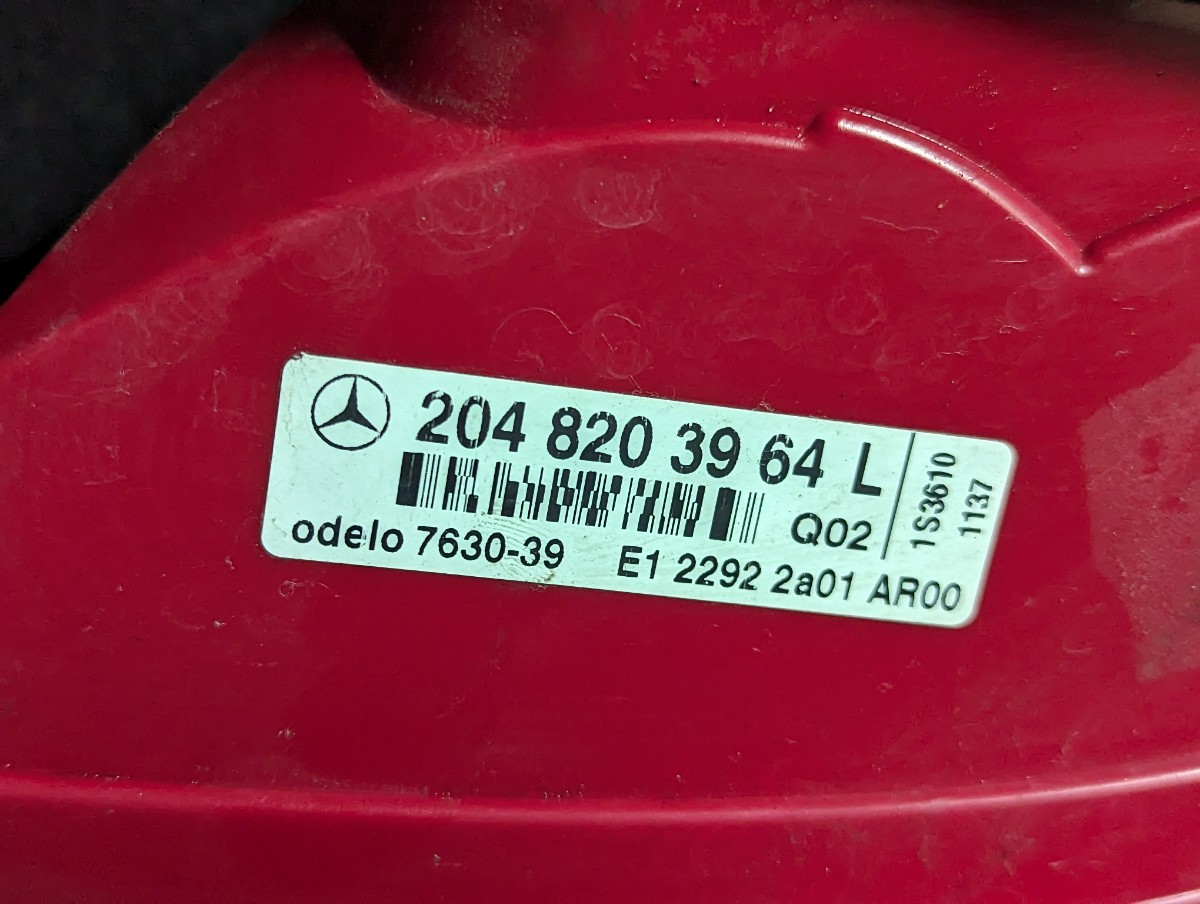 204 820 39 64 L
Q02
odelo 7630-39 E1 2292 2a01 AR00
1S3610
1137